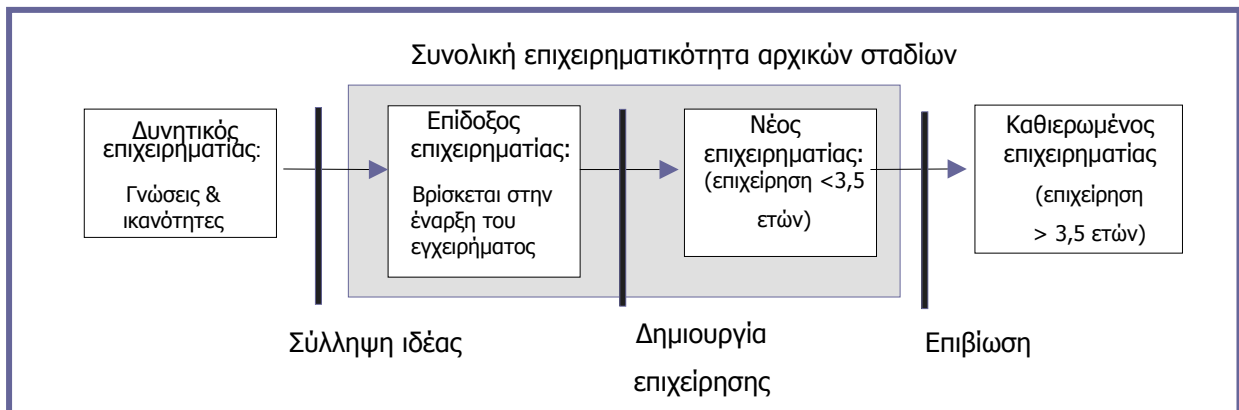 Συνολική επιχειρηματικότητα αρχικών σταδίων
Δυνητικός
επιχειρηματίας:
Γνώσεις &
ικανότητες
Επίδοξος
επιχειρηματίας:
Βρίσκεται στην
έναρξη του
εγχειρήματος
Νέος
επιχειρηματίας:
(επιχείρηση <3,5
ετών)
Καθιερωμένος
επιχειρηματίας
(επιχείρηση
> 3,5 ετών)
Σύλληψη ιδέας
Δημιουργία
επιχείρησης
Επιβίωση